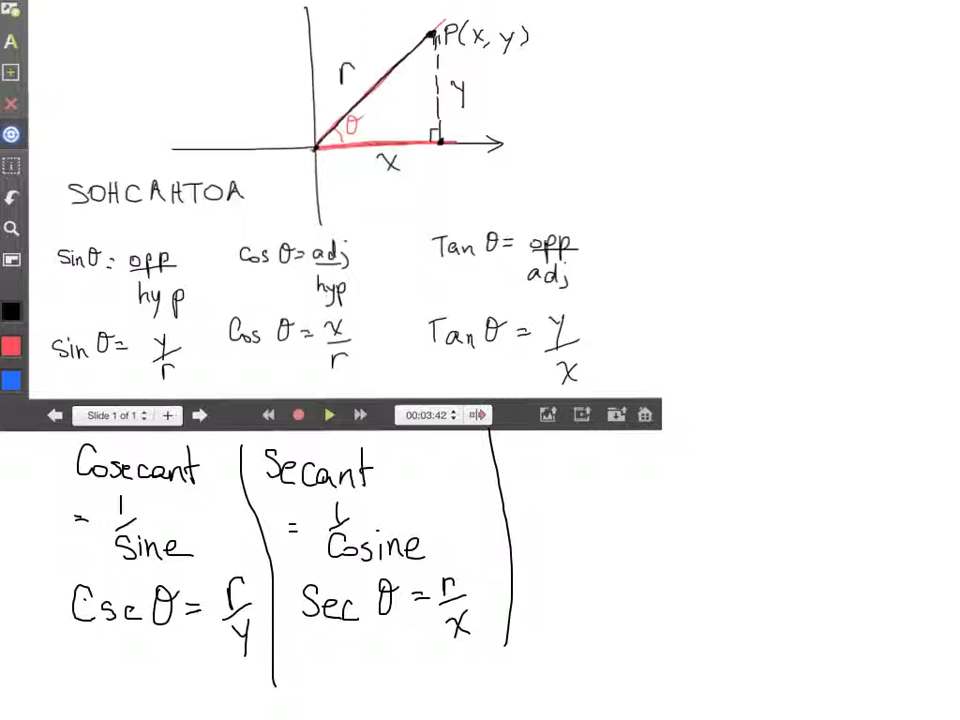 P(x, y)
r
y
θ
x
SOHCAHTOA
sinθ = opp/hyp
cos θ = adj/hyp
Tan θ = opp/adj
sin θ = y/r
Cos θ = x/r
Tan θ = y/x
Slide 1 of 1
00:03:42
Cosecant
= 1/Sine
Csc θ = r/y
Secant
= 1/Cosine
Sec θ = r/x